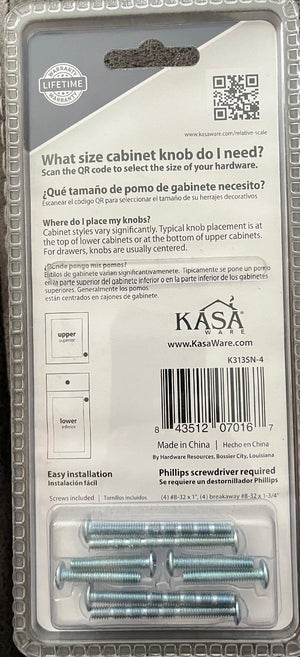 WARRANTY
LIFETIME
WARRANTY
www.kasaware.com/relative-scale
What size cabinet knob do I need?
Scan the QR code to select the size of your hardware.
¿Qué tamaño de pomo de gabinete necesito?
Escanear el código QR para seleccionar el tamaño de su herrajes decorativos
Where do I place my knobs?
Cabinet styles vary significantly. Typical knob placement is at
the top of lower cabinets or at the bottom of upper cabinets.
For drawers, knobs are usually centered.
¿Dónde pongo mis pomos?
Estilos de gabinete varían significantivamente. Típicamente se pone un pomo
en la parte superior del gabinete inferior o en la parte inferior de los gabinetes
superiores. Generalmente los pomos
están centrados en cajones de gabinete.
upper
superior
lower
inferior
KASA
WARE
www.KasaWare.com
K313SN-4
8 43512 07016 7
Made in China | Hecho en China
By Hardware Resources, Bossier City, Louisiana
Easy installation
Instalación fácil
Phillips screwdriver required
Se requiere un destornillador Phillips
Screws included | Tornillos incluidos (4) #8-32 x 1", (4) breakaway #8-32 x 1-3/4"